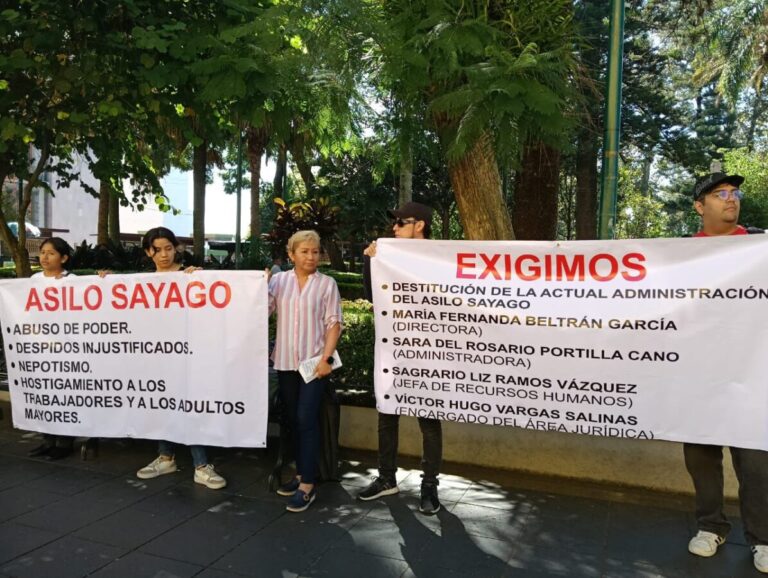 ASILO SAYAGO
• ABUSO DE PODER.
• DESPIDOS INJUSTIFICADOS.
• NEPOTISMO.
• HOSTIGAMIENTO A LOS
TRABAJADORES Y A LOS ADULTOS
MAYORES.
EXIGIMOS
• DESTITUCIÓN DE LA ACTUAL ADMINISTRACIÓN
DEL ASILO SAYAGO
• MARÍA FERNANDA BELTRÁN GARCÍA
(DIRECTORA)
• SARA DEL ROSARIO PORTILLA CANO
(ADMINISTRADORA)
• SAGRARIO LIZ RAMOS VÁZQUEZ
(JEFA DE RECURSOS HUMANOS)
• VÍCTOR HUGO VARGAS SALINAS
(ENCARGADO DEL ÁREA JURÍDICA)